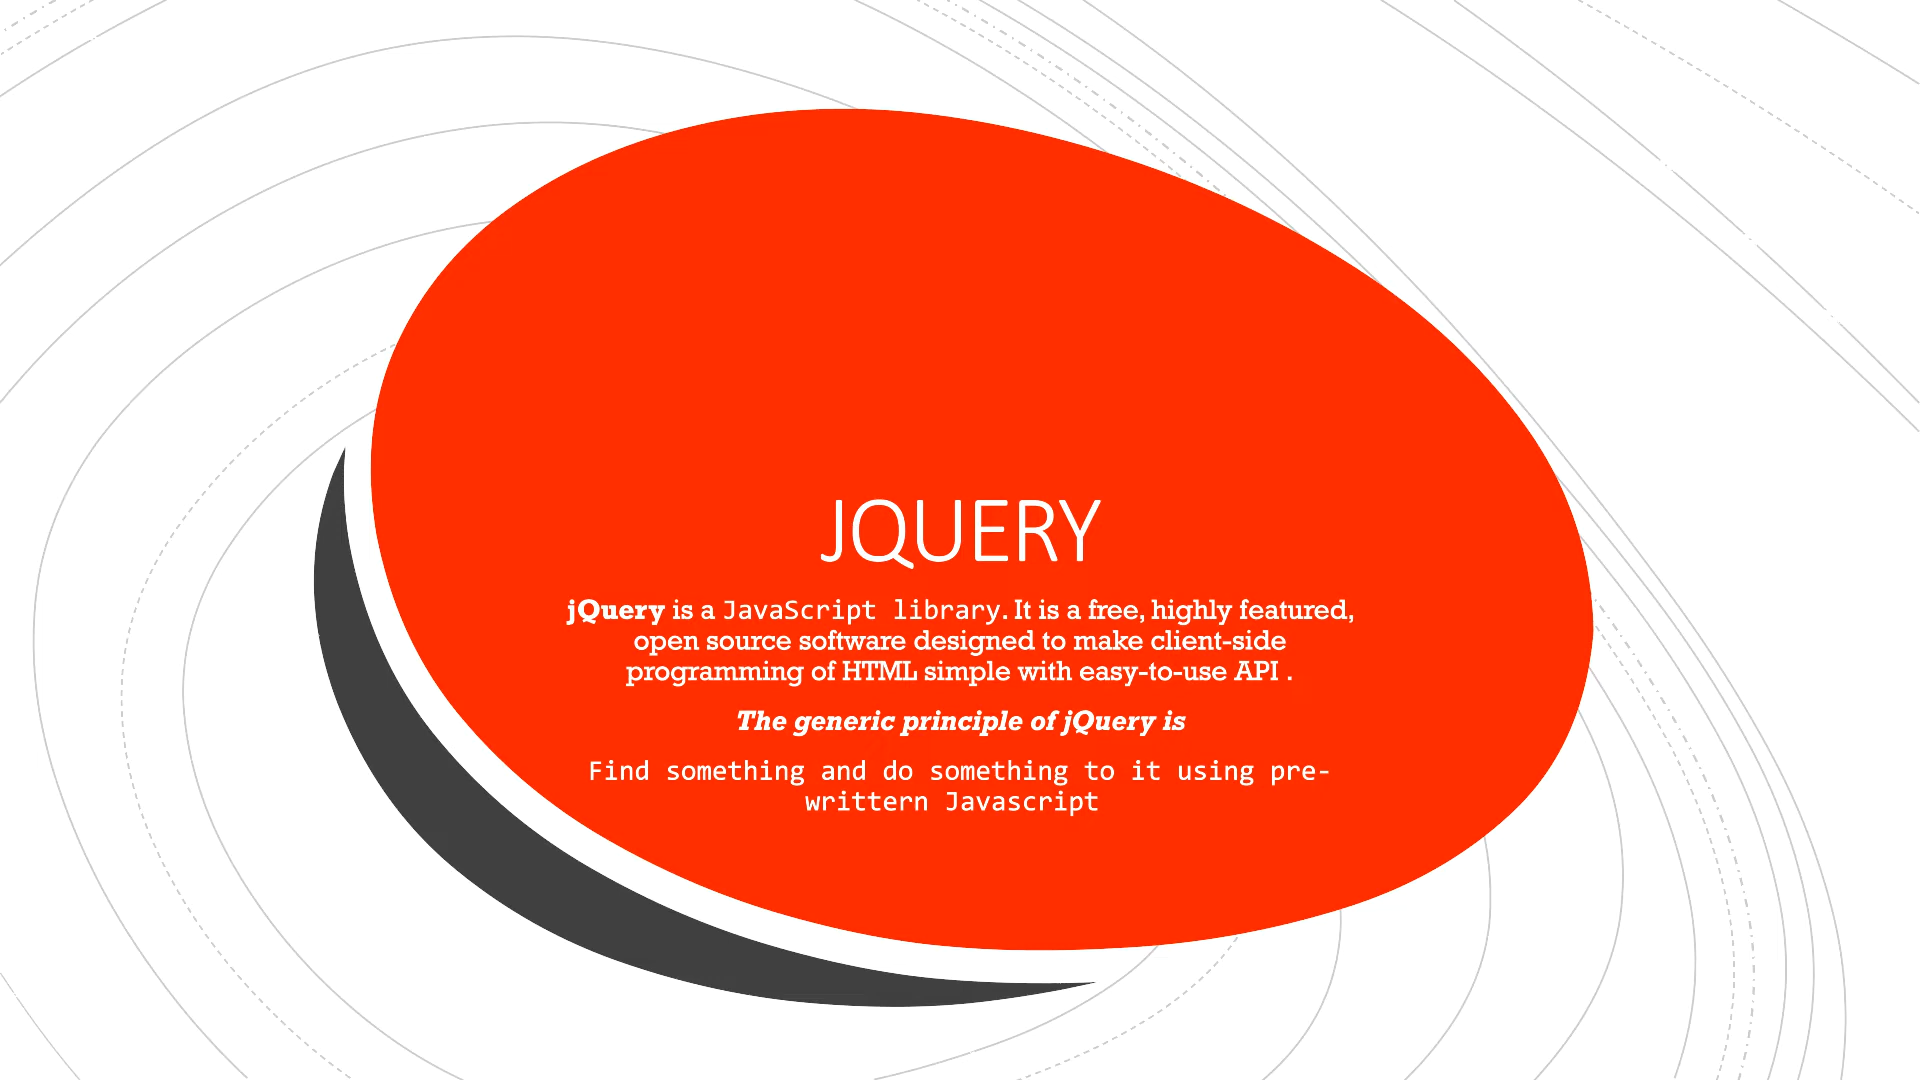 JQUERY
jQuery is a JavaScript library. It is a free, highly featured,
open source software designed to make client-side
programming of HTML simple with easy-to-use API .
The generic principle of jQuery is
Find something and do something to it using pre-
writtern Javascript